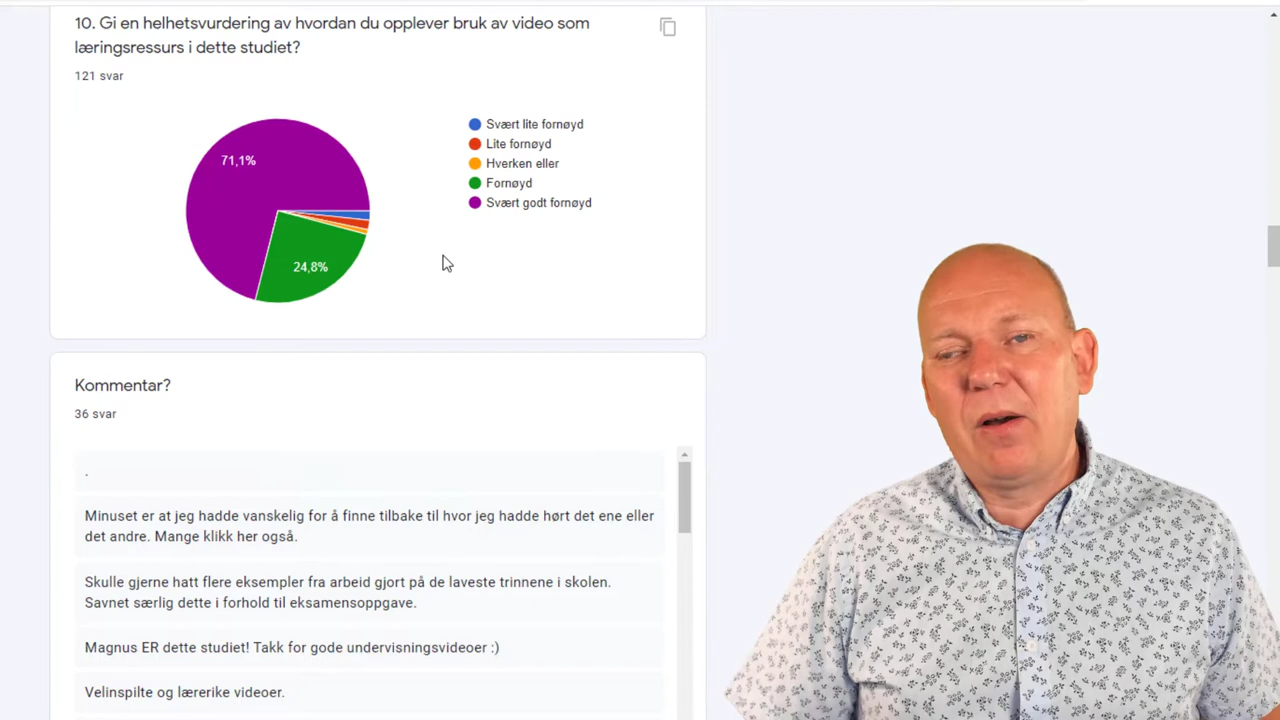 10. Gi en helhetsvurdering av hvordan du opplever bruk av video som
læringsressurs i dette studiet?
121 svar
71,1%
24,8%
Svært lite fornøyd
Lite fornøyd
Hverken eller
Fornøyd
Svært godt fornøyd
Kommentar?
36 svar
.
Minuset er at jeg hadde vanskelig for å finne tilbake til hvor jeg hadde hørt det ene eller
det andre. Mange klikk her også.
Skulle gjerne hatt flere eksempler fra arbeid gjort på de laveste trinnene i skolen.
Savnet særlig dette i forhold til eksamensoppgave.
Magnus ER dette studiet! Takk for gode undervisningsvideoer :)
Velinspilte og lærerike videoer.